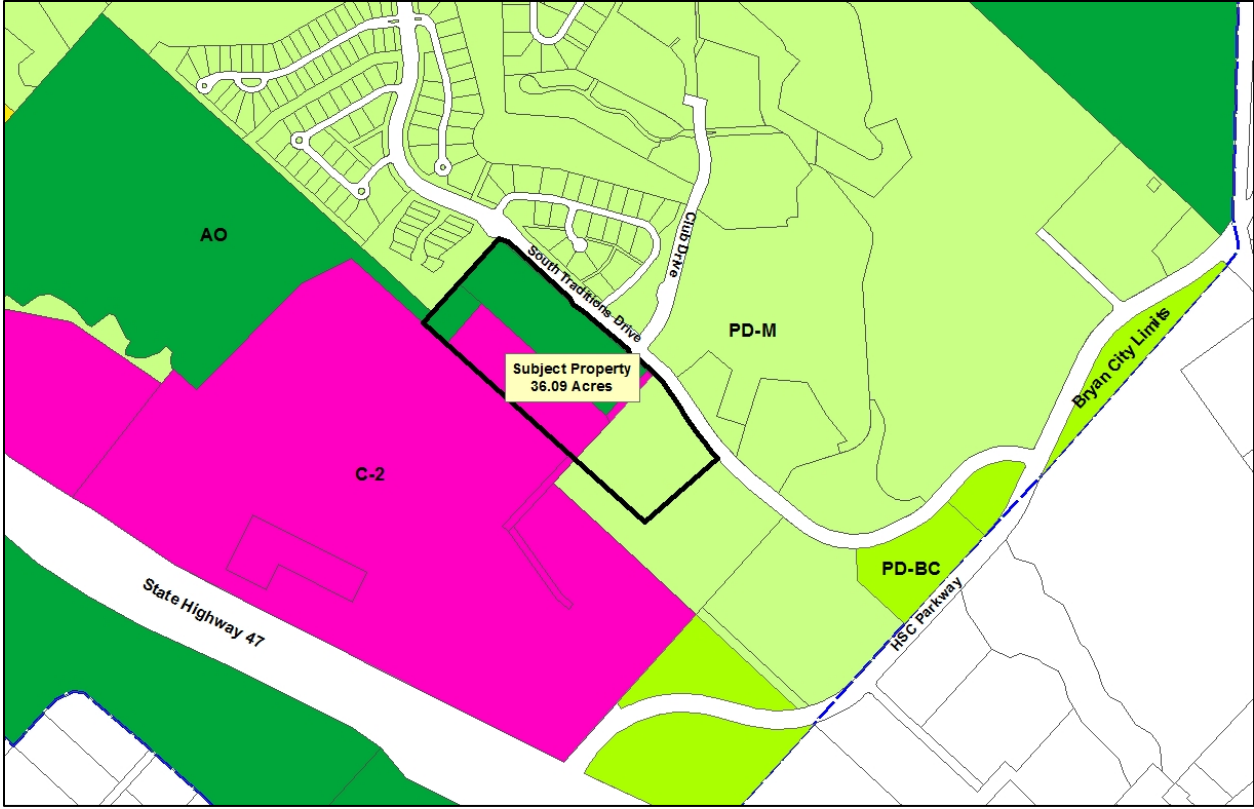 AO
South Traditions Drive
Club Drive
PD-M
Bryan City Limits
Subject Property
36.09 Acres
C-2
PD-BC
HSC Parkway
State Highway 47